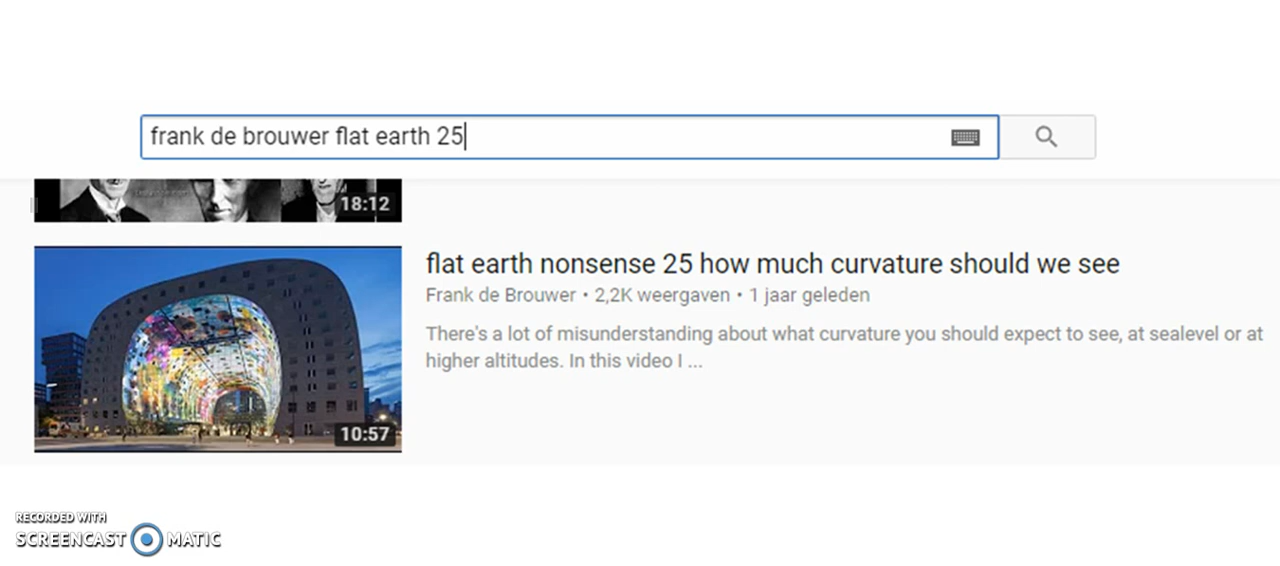 frank de brouwer flat earth 25
18:12
flat earth nonsense 25 how much curvature should we see
Frank de Brouwer • 2,2K weergaven • 1 jaar geleden
There's a lot of misunderstanding about what curvature you should expect to see, at sealevel or at
higher altitudes. In this video I ...
10:57
RECORDED WITH
SCREENCAST MATIC